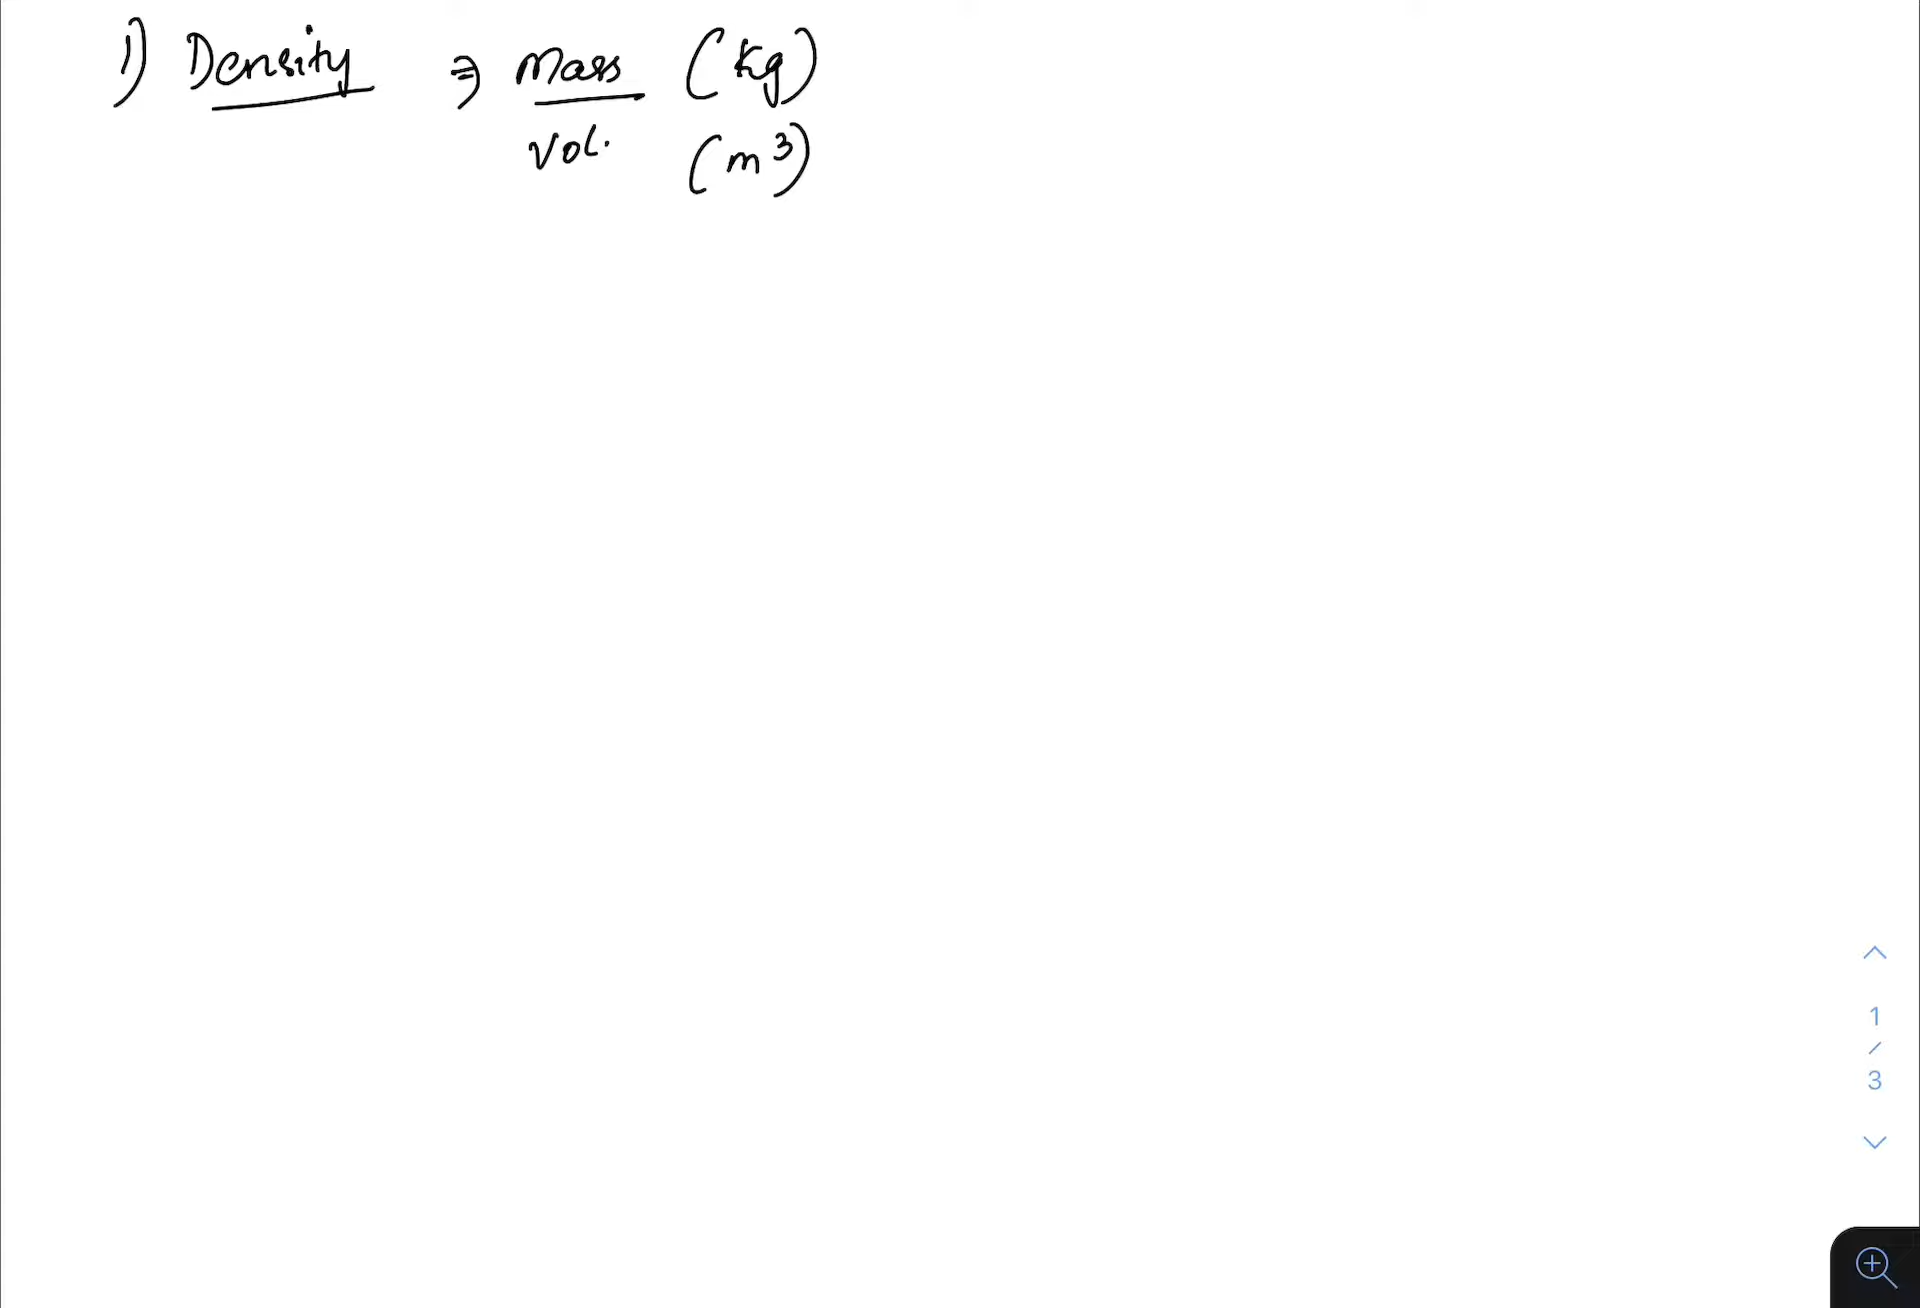 1) Density ⇒ Mass (kg)
Vol. (m³)
1
/
3